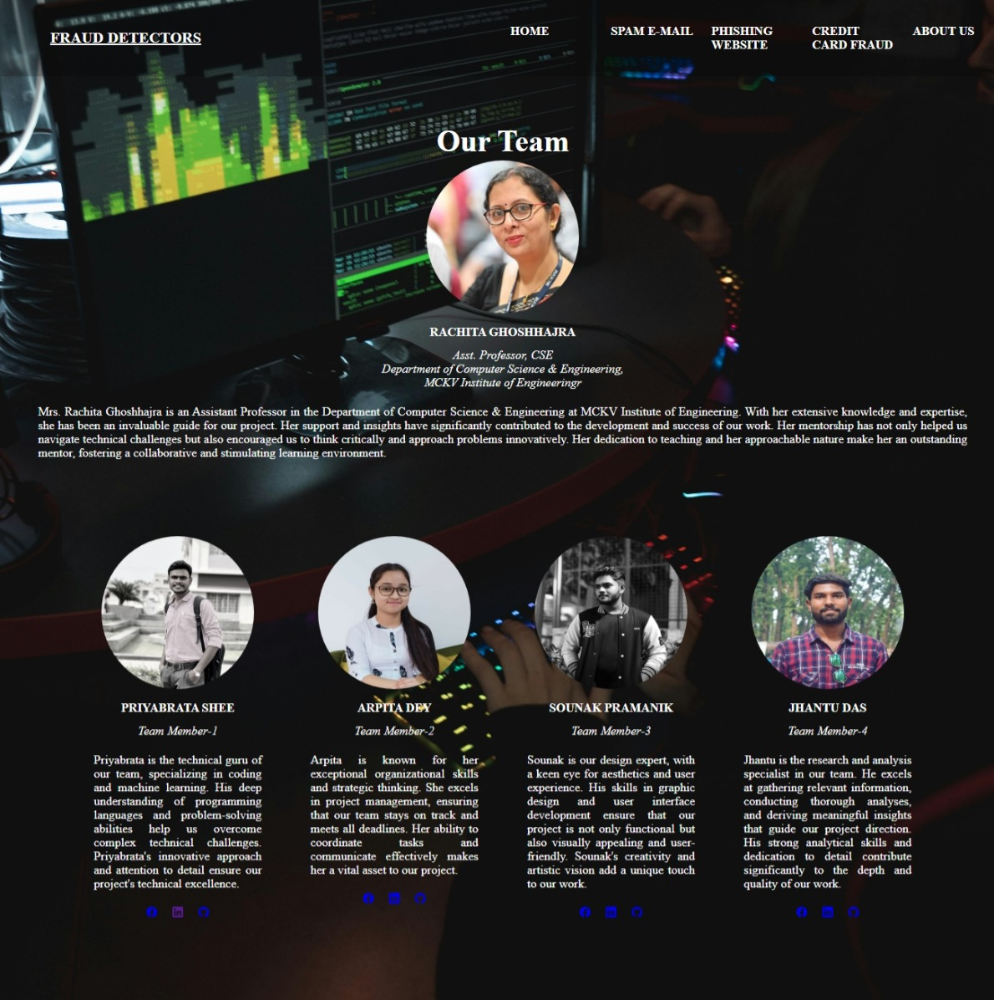 FRAUD DETECTORS
HOME
SPAM E-MAIL
PHISHING
WEBSITE
CREDIT
CARD FRAUD
ABOUT US
Our Team
RACHITA GHOSHHAJRA
Asst. Professor, CSE
Department of Computer Science & Engineering,
MCKV Institute of Engineeringr
Mrs. Rachita Ghoshhajra is an Assistant Professor in the Department of Computer Science & Engineering at MCKV Institute of Engineering. With her extensive knowledge and expertise,
she has been an invaluable guide for our project. Her support and insights have significantly contributed to the development and success of our work. Her mentorship has not only helped us
navigate technical challenges but also encouraged us to think critically and approach problems innovatively. Her dedication to teaching and her approachable nature make her an outstanding
mentor, fostering a collaborative and stimulating learning environment.
PRIYABRATA SHEE
Team Member-1
Priyabrata is the technical guru of
our team, specializing in coding
and machine learning. His deep
understanding of programming
languages and problem-solving
abilities help us overcome
complex technical challenges.
Priyabrata's innovative approach
and attention to detail ensure our
project's technical excellence.
ARPITA DEY
Team Member-2
Arpita is known for her
exceptional organizational skills
and strategic thinking. She excels
in project management, ensuring
that our team stays on track and
meets all deadlines. Her ability to
coordinate tasks and
communicate effectively makes
her a vital asset to our project.
SOUNAK PRAMANIK
Team Member-3
Sounak is our design expert, with
a keen eye for aesthetics and user
experience. His skills in graphic
design and user interface
development ensure that our
project is not only functional but
also visually appealing and user-
friendly. Sounak's creativity and
artistic vision add a unique touch
to our work.
JHANTU DAS
Team Member-4
Jhantu is the research and analysis
specialist in our team. He excels
at gathering relevant information,
conducting thorough analyses,
and deriving meaningful insights
that guide our project direction.
His strong analytical skills and
dedication to detail contribute
significantly to the depth and
quality of our work.